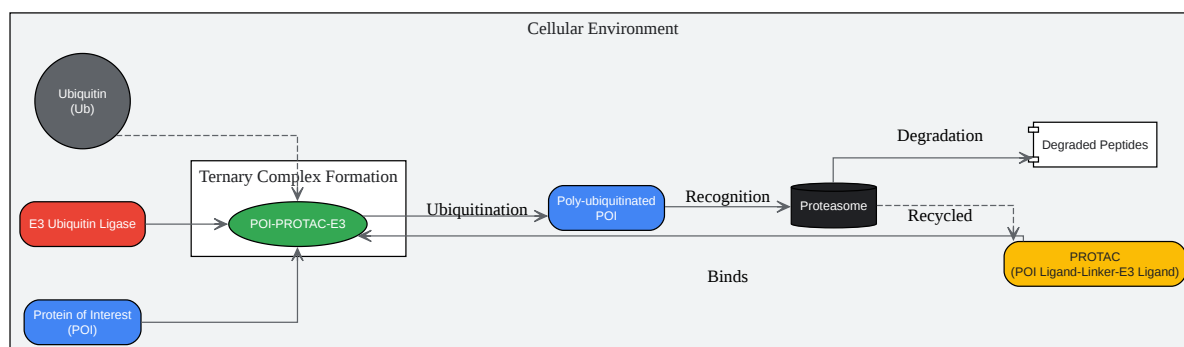 Cellular Environment
Ubiquitin
(Ub)
Degradation
Degraded Peptides
Ternary Complex Formation
E3 Ubiquitin Ligase
POI-PROTAC-E3
Ubiquitination
Poly-ubiquitinated
POI
Recognition
Proteasome
Recycled
PROTAC
(POI Ligand-Linker-E3 Ligand)
Binds
Protein of Interest
(POI)